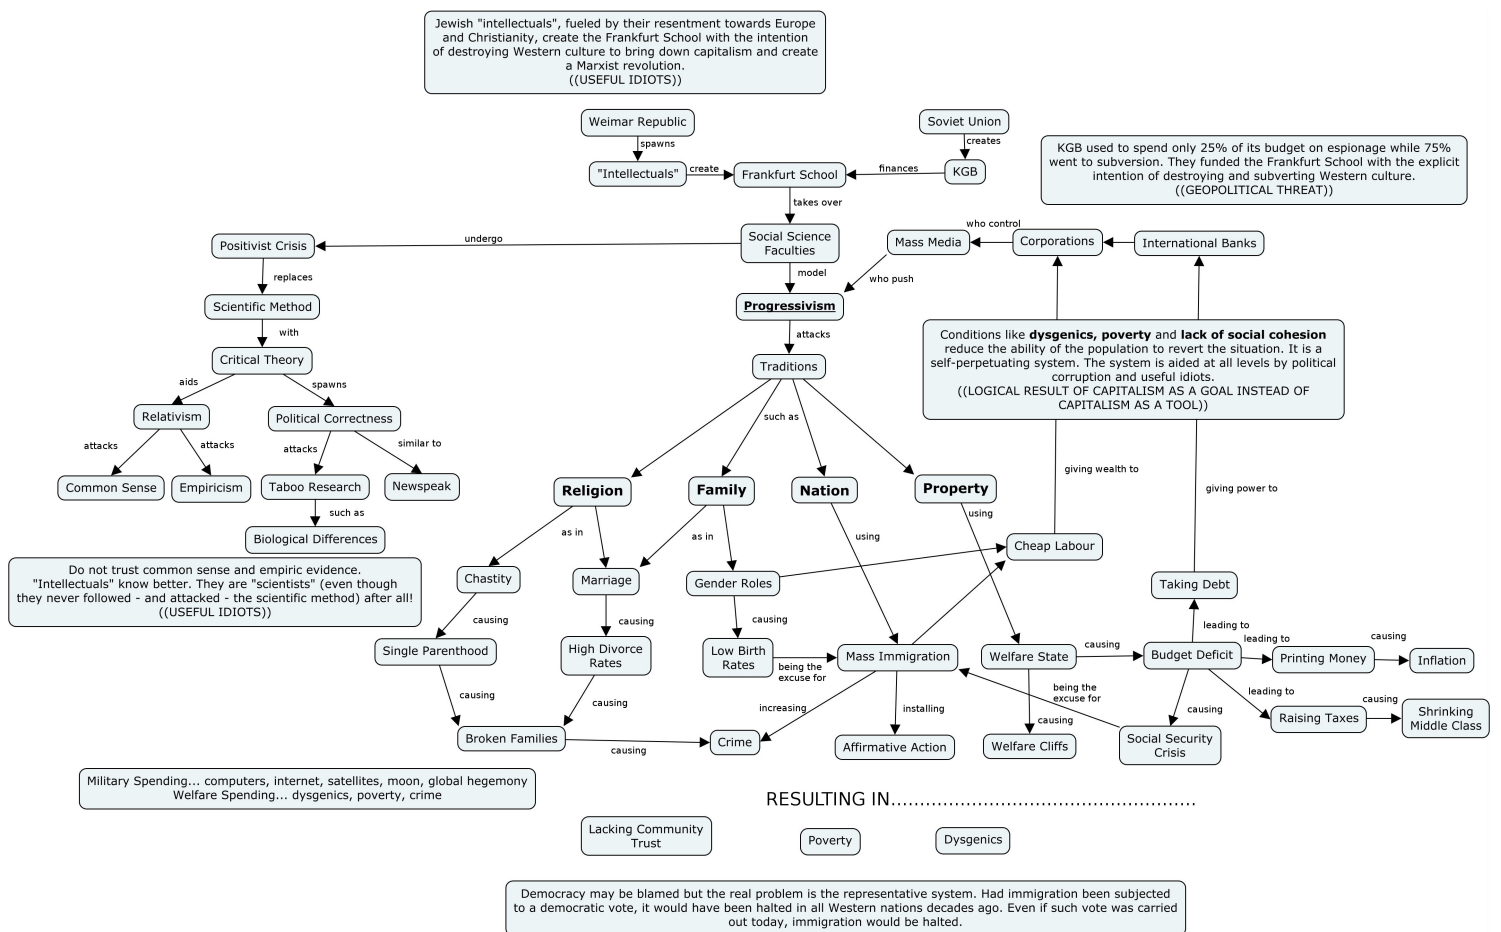 Jewish "intellectuals", fueled by their resentment towards Europe
and Christianity, create the Frankfurt School with the intention
of destroying Western culture to bring down capitalism and create
a Marxist revolution.
((USEFUL IDIOTS))
Weimar Republic
Soviet Union
spawns
creates
KGB used to spend only 25% of its budget on espionage while 75%
went to subversion. They funded the Frankfurt School with the explicit
intention of destroying and subverting Western culture.
((GEOPOLITICAL THREAT))
"Intellectuals"
create
Frankfurt School
finances
KGB
takes over
Positivist Crisis
undergo
Social Science
Faculties
Mass Media
who control
Corporations
International Banks
replaces
model
who push
Scientific Method
Progressivism
with
attacks
Conditions like dysgenics, poverty and lack of social cohesion
reduce the ability of the population to revert the situation. It is a
self-perpetuating system. The system is aided at all levels by political
corruption and useful idiots.
((LOGICAL RESULT OF CAPITALISM AS A GOAL INSTEAD OF
CAPITALISM AS A TOOL))
Critical Theory
Traditions
aids
spawns
Relativism
Political Correctness
such as
attacks
attacks
attacks
similar to
Common Sense
Empiricism
Taboo Research
Newspeak
Religion
Family
Nation
Property
giving wealth to
giving power to
such as
Biological Differences
as in
as in
using
using
Cheap Labour
Do not trust common sense and empiric evidence.
"Intellectuals" know better. They are "scientists" (even though
they never followed - and attacked - the scientific method) after all!
((USEFUL IDIOTS))
Chastity
Marriage
Gender Roles
Taking Debt
causing
causing
causing
leading to
Single Parenthood
High Divorce
Rates
Low Birth
Rates
being the
excuse for
Mass Immigration
Welfare State
causing
Budget Deficit
leading to
Printing Money
causing
Inflation
causing
causing
increasing
installing
being the
excuse for
causing
causing
leading to
Raising Taxes
causing
Shrinking
Middle Class
Broken Families
causing
Crime
Affirmative Action
Welfare Cliffs
Social Security
Crisis
Military Spending... computers, internet, satellites, moon, global hegemony
Welfare Spending... dysgenics, poverty, crime
RESULTING IN....................................................
Lacking Community
Trust
Poverty
Dysgenics
Democracy may be blamed but the real problem is the representative system. Had immigration been subjected
to a democratic vote, it would have been halted in all Western nations decades ago. Even if such vote was carried
out today, immigration would be halted.